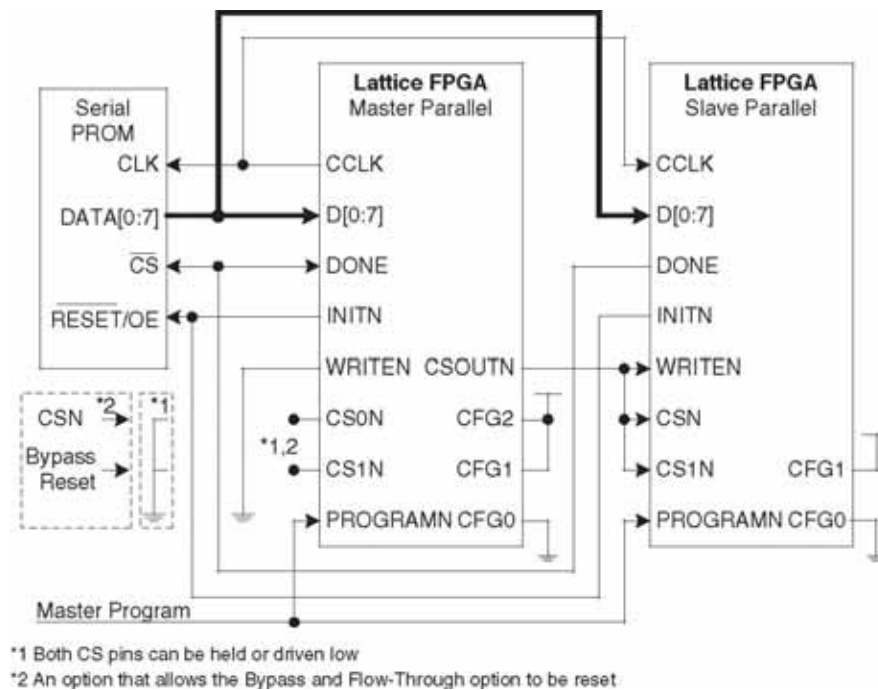 Lattice FPGA
Master Parallel
Lattice FPGA
Slave Parallel
Serial
PROM
CLK
CCLK
CCLK
DATA[0:7]
D[0:7]
D[0:7]
CS
DONE
DONE
RESET/OE
INITN
INITN
WRITEN
CSOUTN
WRITEN
CSN
*2
*1
Bypass
Reset
*1,2
CS0N
CFG2
CSN
CS1N
CFG1
CS1N
CFG1
PROGRAMN
CFG0
PROGRAMN
CFG0
Master Program
*1 Both CS pins can be held or driven low
*2 An option that allows the Bypass and Flow-Through option to be reset